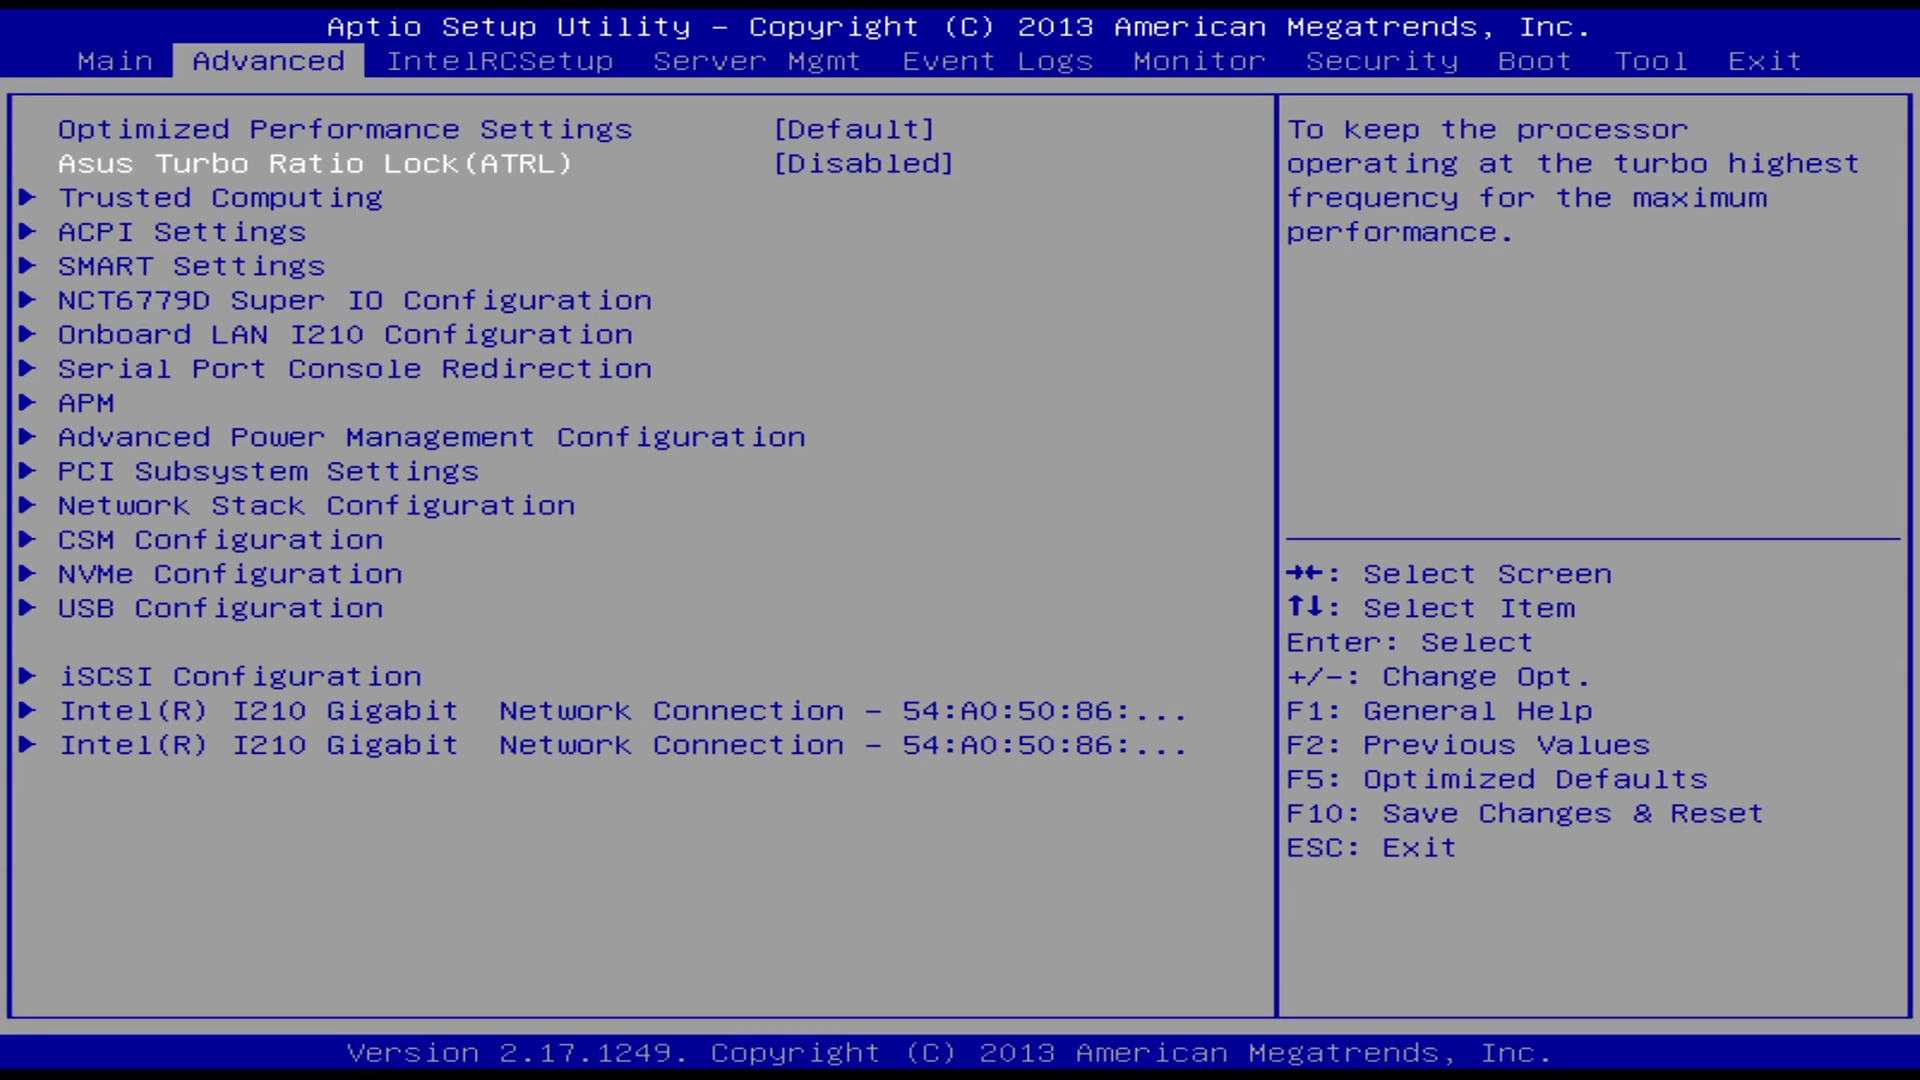 Aptio Setup Utility - Copyright (C) 2013 American Megatrends, Inc.
Main Advanced IntelRCSetup Server Mgmt Event Logs Monitor Security Boot Tool Exit
Optimized Performance Settings [Default]
Asus Turbo Ratio Lock(ATRL) [Disabled]
Trusted Computing
ACPI Settings
SMART Settings
NCT6779D Super IO Configuration
Onboard LAN I210 Configuration
Serial Port Console Redirection
APM
Advanced Power Management Configuration
PCI Subsystem Settings
Network Stack Configuration
CSM Configuration
NVMe Configuration
USB Configuration
iSCSI Configuration
Intel(R) I210 Gigabit  Network Connection - 54:A0:50:86:...
Intel(R) I210 Gigabit  Network Connection - 54:A0:50:86:...
To keep the processor
operating at the turbo highest
frequency for the maximum
performance.
→←: Select Screen
↑↓: Select Item
Enter: Select
+/-: Change Opt.
F1: General Help
F2: Previous Values
F5: Optimized Defaults
F10: Save Changes & Reset
ESC: Exit
Version 2.17.1249. Copyright (C) 2013 American Megatrends, Inc.